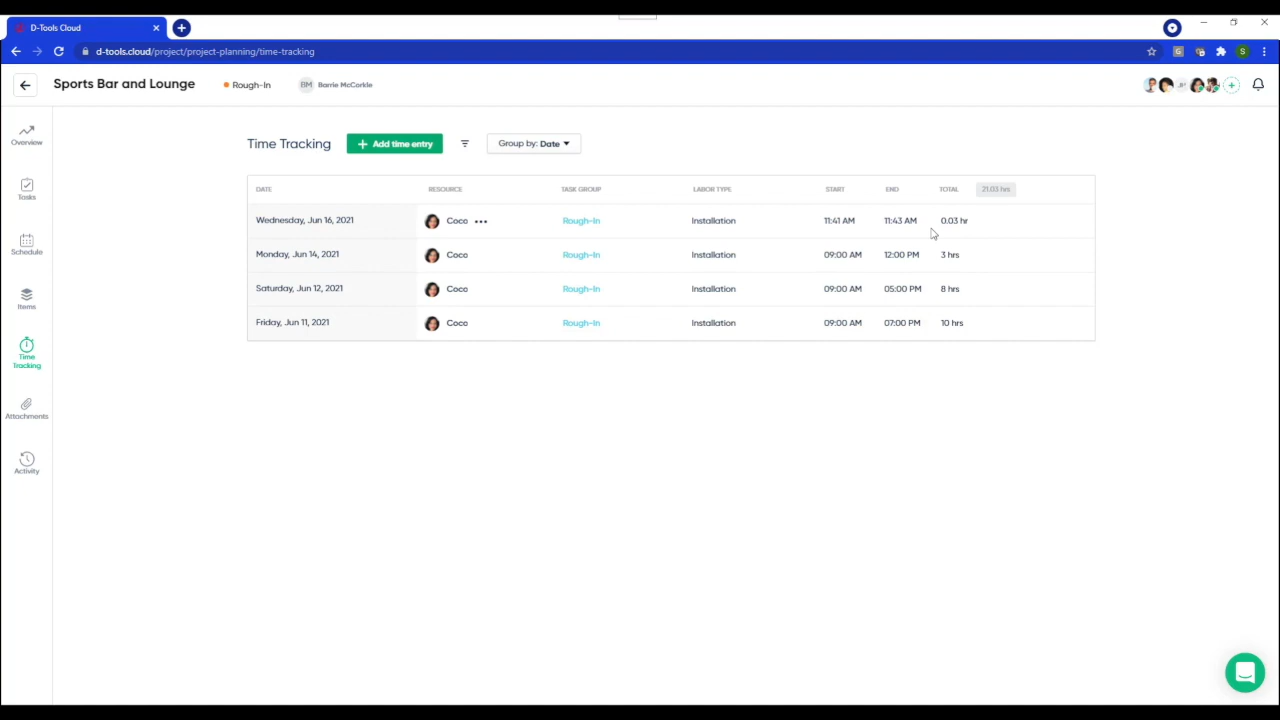 D-Tools Cloud
d-tools.cloud/project/project-planning/time-tracking
G
S
Sports Bar and Lounge Rough-In BM Barrie McCorkle
Overview
Tasks
Schedule
Items
Time
Tracking
Attachments
Activity
Time Tracking + Add time entry Group by: Date
DATE RESOURCE TASK GROUP LABOR TYPE START END TOTAL 21.03 hrs
Wednesday, Jun 16, 2021 Coco Rough-In Installation 11:41 AM 11:43 AM 0.03 hr
Monday, Jun 14, 2021 Coco Rough-In Installation 09:00 AM 12:00 PM 3 hrs
Saturday, Jun 12, 2021 Coco Rough-In Installation 09:00 AM 05:00 PM 8 hrs
Friday, Jun 11, 2021 Coco Rough-In Installation 09:00 AM 07:00 PM 10 hrs